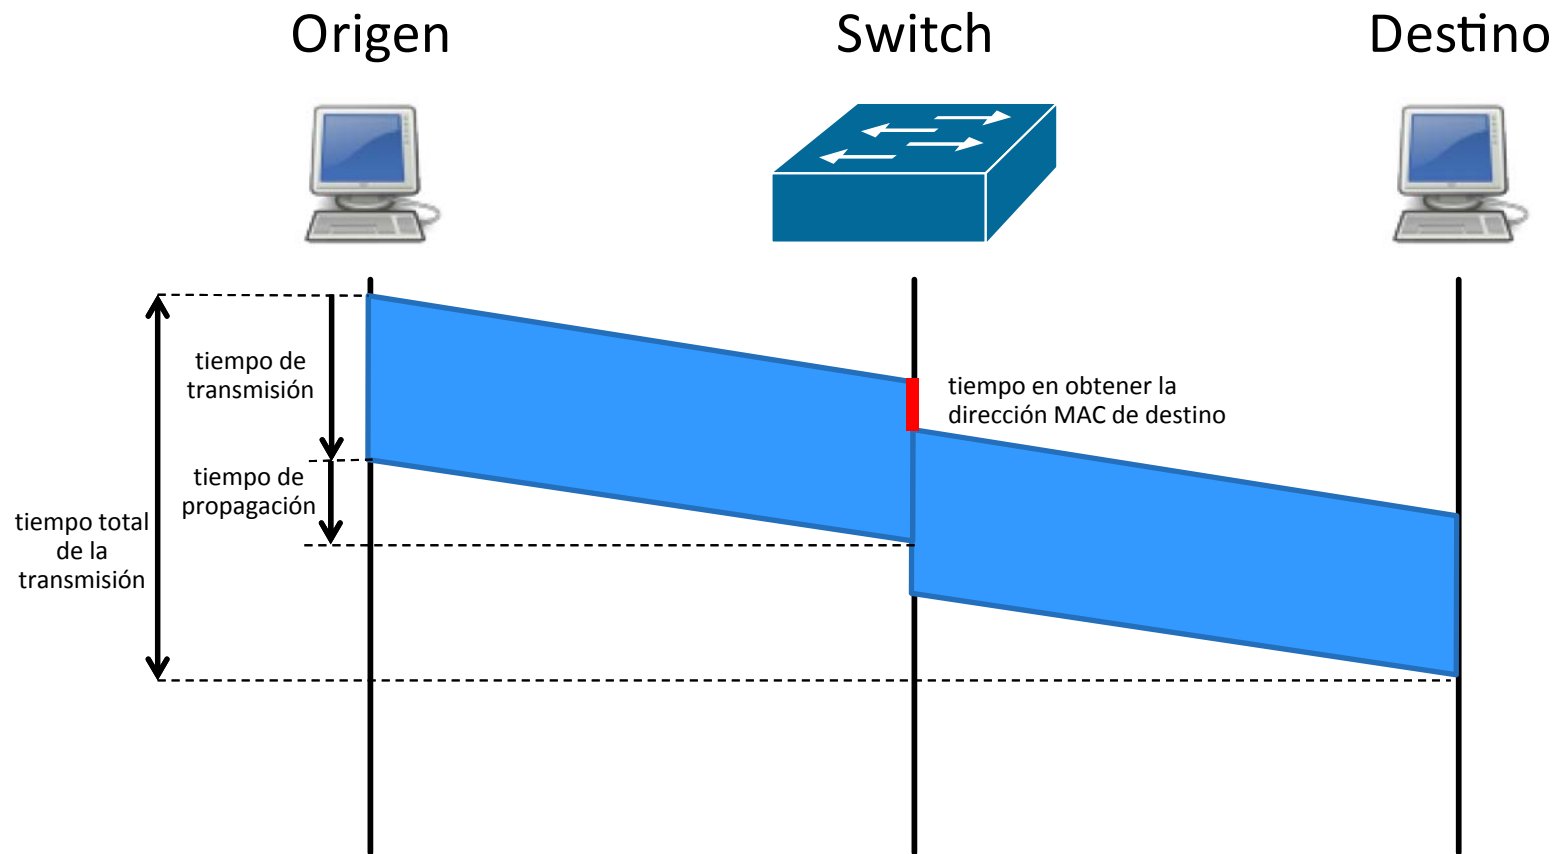 Origen
Switch
Destino
tiempo de
transmisión
tiempo en obtener la
dirección MAC de destino
tiempo de
propagación
tiempo total
de la
transmisión